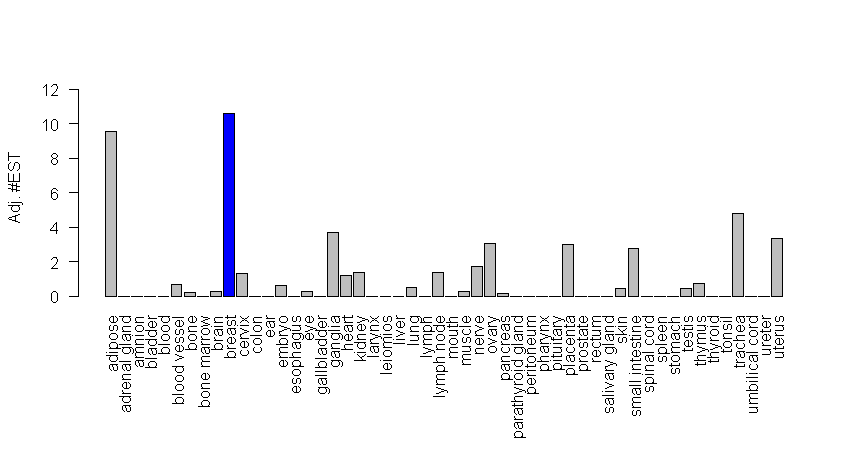 Adj. #EST
12
10
8
6
4
2
0
adipose
adrenal gland
amnion
bladder
blood
blood vessel
bone
bone marrow
brain
breast
cervix
colon
ear
embryo
esophagus
eye
gallbladder
ganglia
heart
kidney
larynx
leiomios
liver
lung
lymph
lymph node
mouth
muscle
nerve
ovary
pancreas
parathyroid gland
peritoneum
pharynx
pituitary
placenta
prostate
rectum
salivary gland
skin
small intestine
spinal cord
spleen
stomach
testis
thymus
thyroid
tonsil
trachea
umbilical cord
ureter
uterus